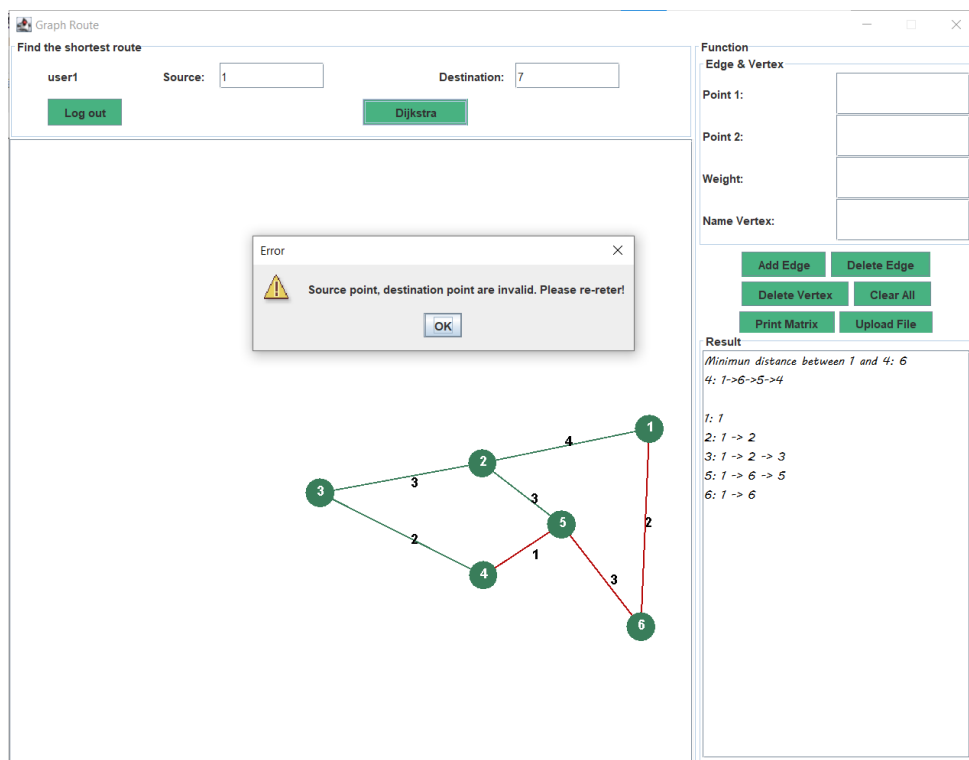 Graph Route
Find the shortest route
user1 Source: 1 Destination: 7
Log out Dijkstra
Function
Edge & Vertex
Point 1:
Point 2:
Weight:
Name Vertex:
Add Edge Delete Edge
Delete Vertex Clear All
Print Matrix Upload File
Result
Minimun distance between 1 and 4: 6
4: 1->6->5->4
1: 1
2: 1 -> 2
3: 1 -> 2 -> 3
5: 1 -> 6 -> 5
6: 1 -> 6
Error
Source point, destination point are invalid. Please re-reter!
OK
1
4
2
3
3
3
5
2
2
1
4
3
6